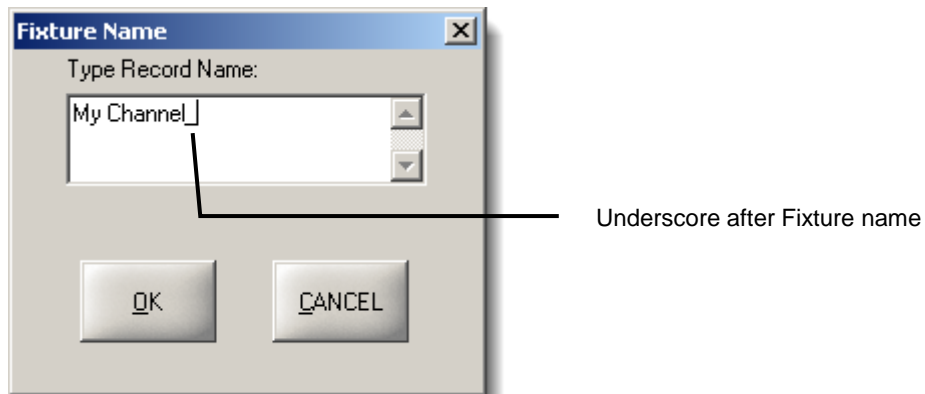 Fixture Name
Type Record Name:
My Channel_
Underscore after Fixture name
OK
CANCEL